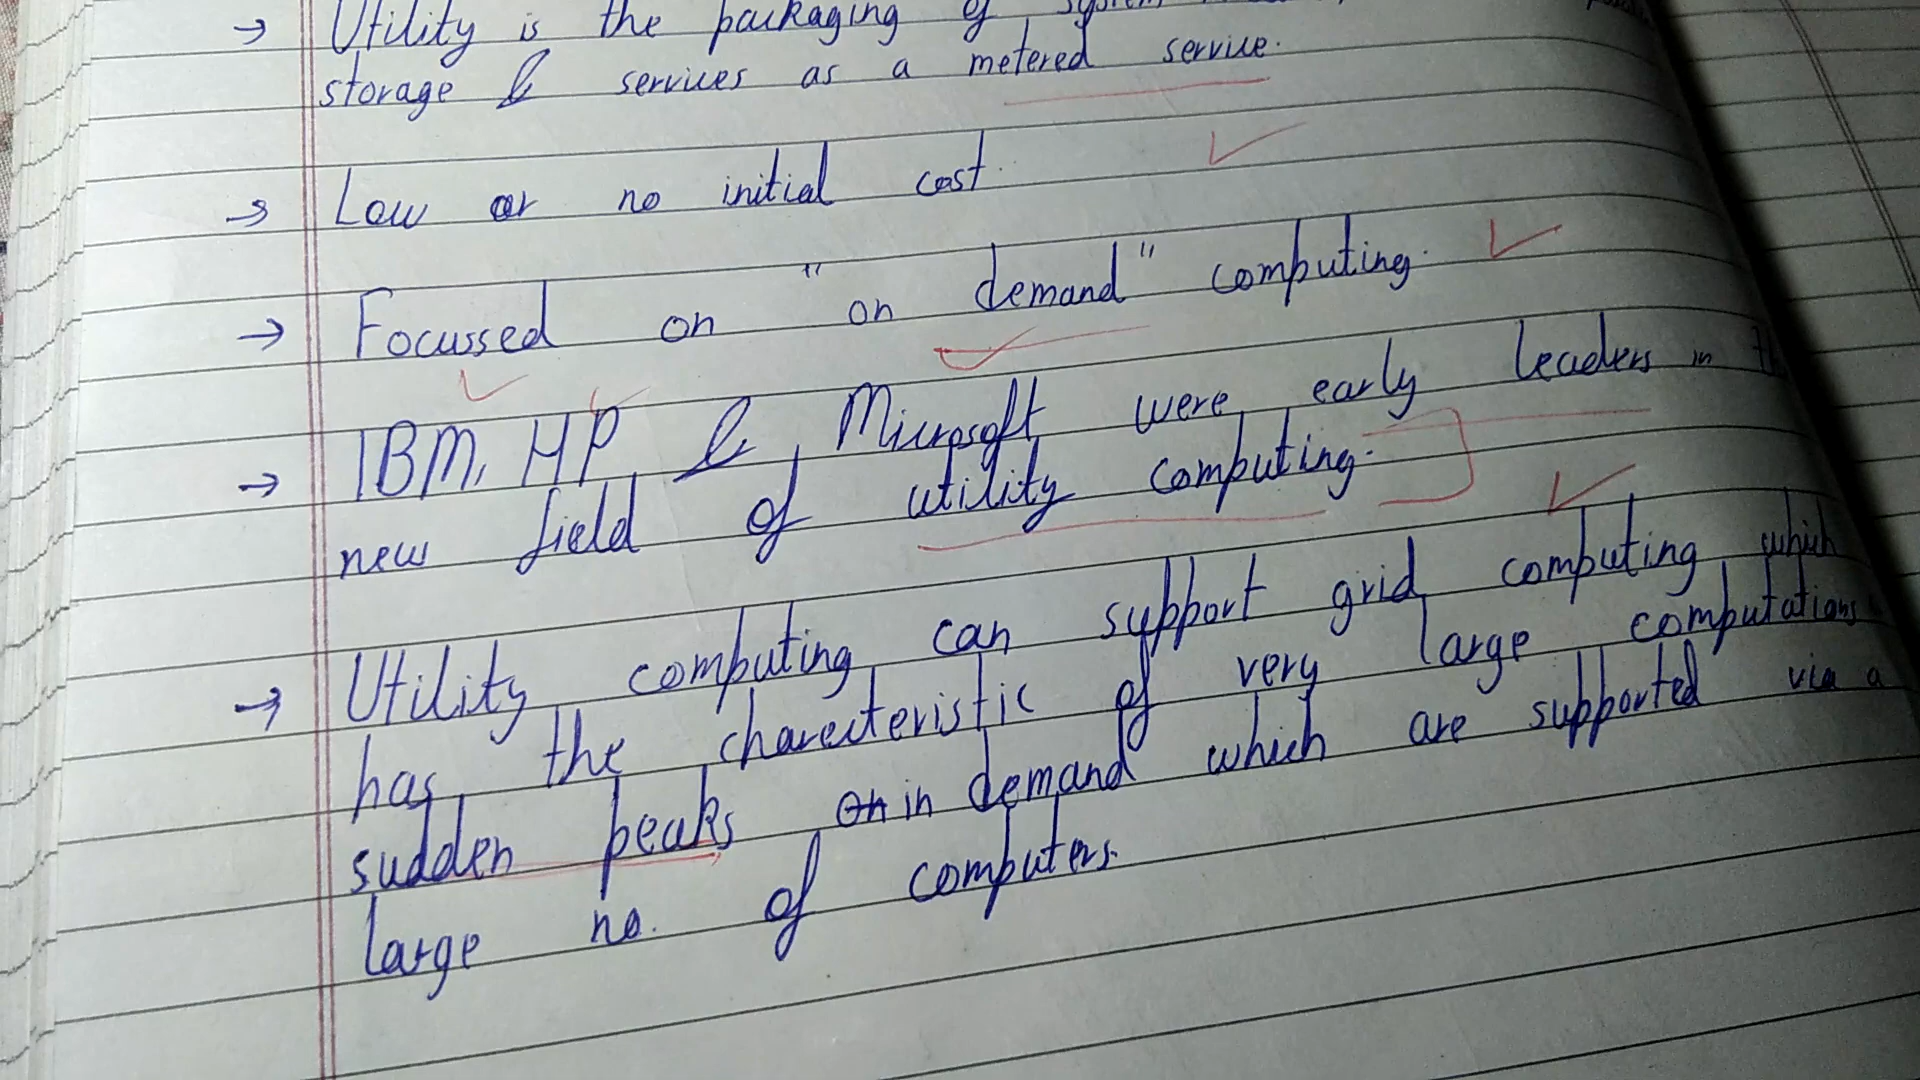 → Utility is the packaging of system
storage & services as a metered service.
→ Low or no initial cost.
→ Focussed on "on demand" computing.
→ IBM, HP & Microsoft were early leaders in
new field of utility computing.
→ Utility computing can support grid computing which
has the charecteristic of very large computations
sudden peaks in demand which are supported via a
large no. of computers.